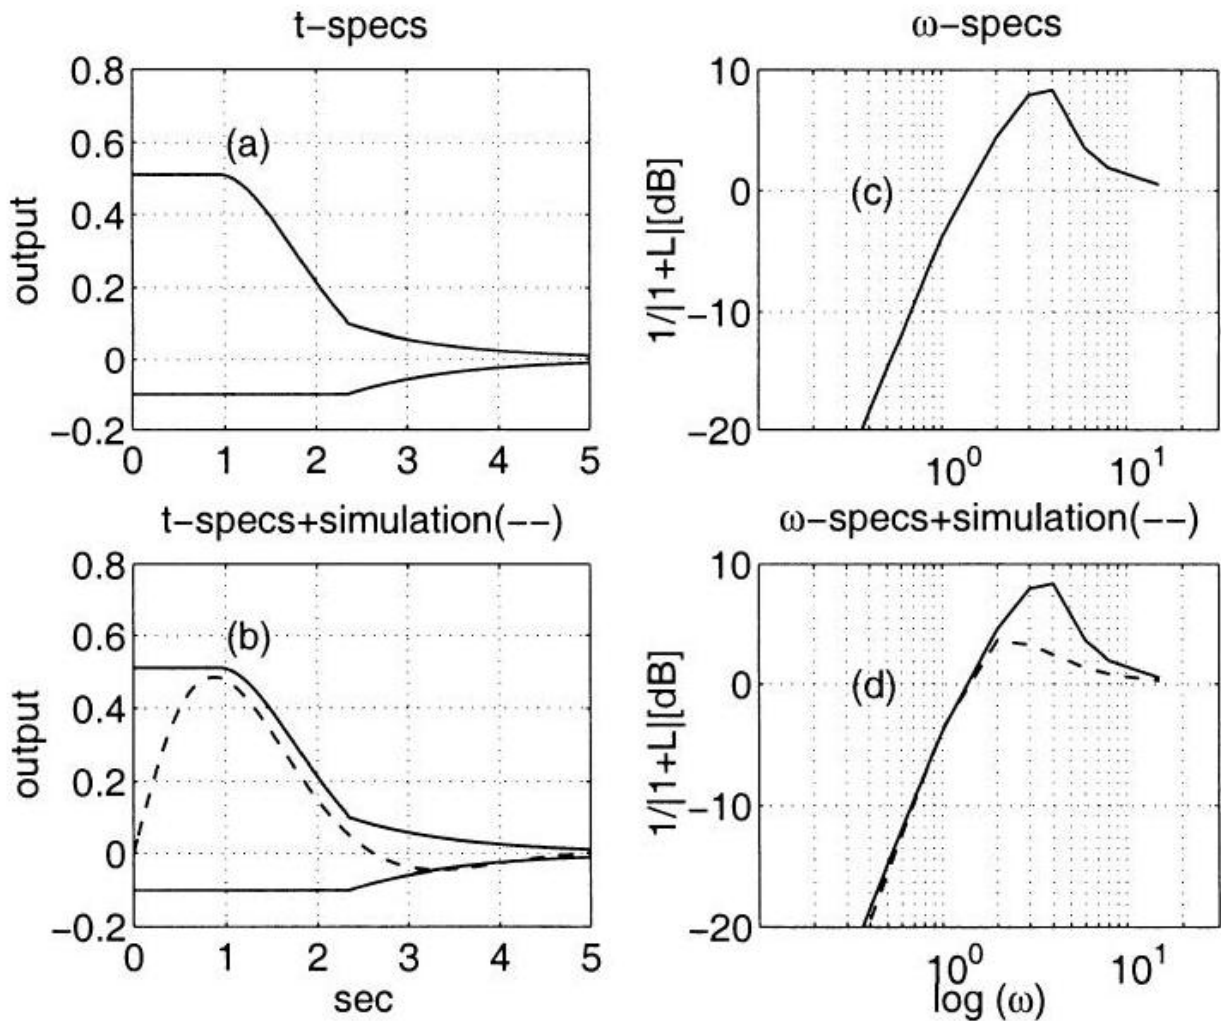 t-specs
0.8
0.6
0.4
0.2
0
-0.2
output
(a)
0 1 2 3 4 5
ω-specs
10
0
-10
-20
1/|1+L|[dB]
(c)
10^0 10^1
t-specs+simulation(--)
0.8
0.6
0.4
0.2
0
-0.2
output
(b)
0 1 2 3 4 5
sec
ω-specs+simulation(--)
10
0
-10
-20
1/|1+L|[dB]
(d)
10^0 10^1
log (ω)